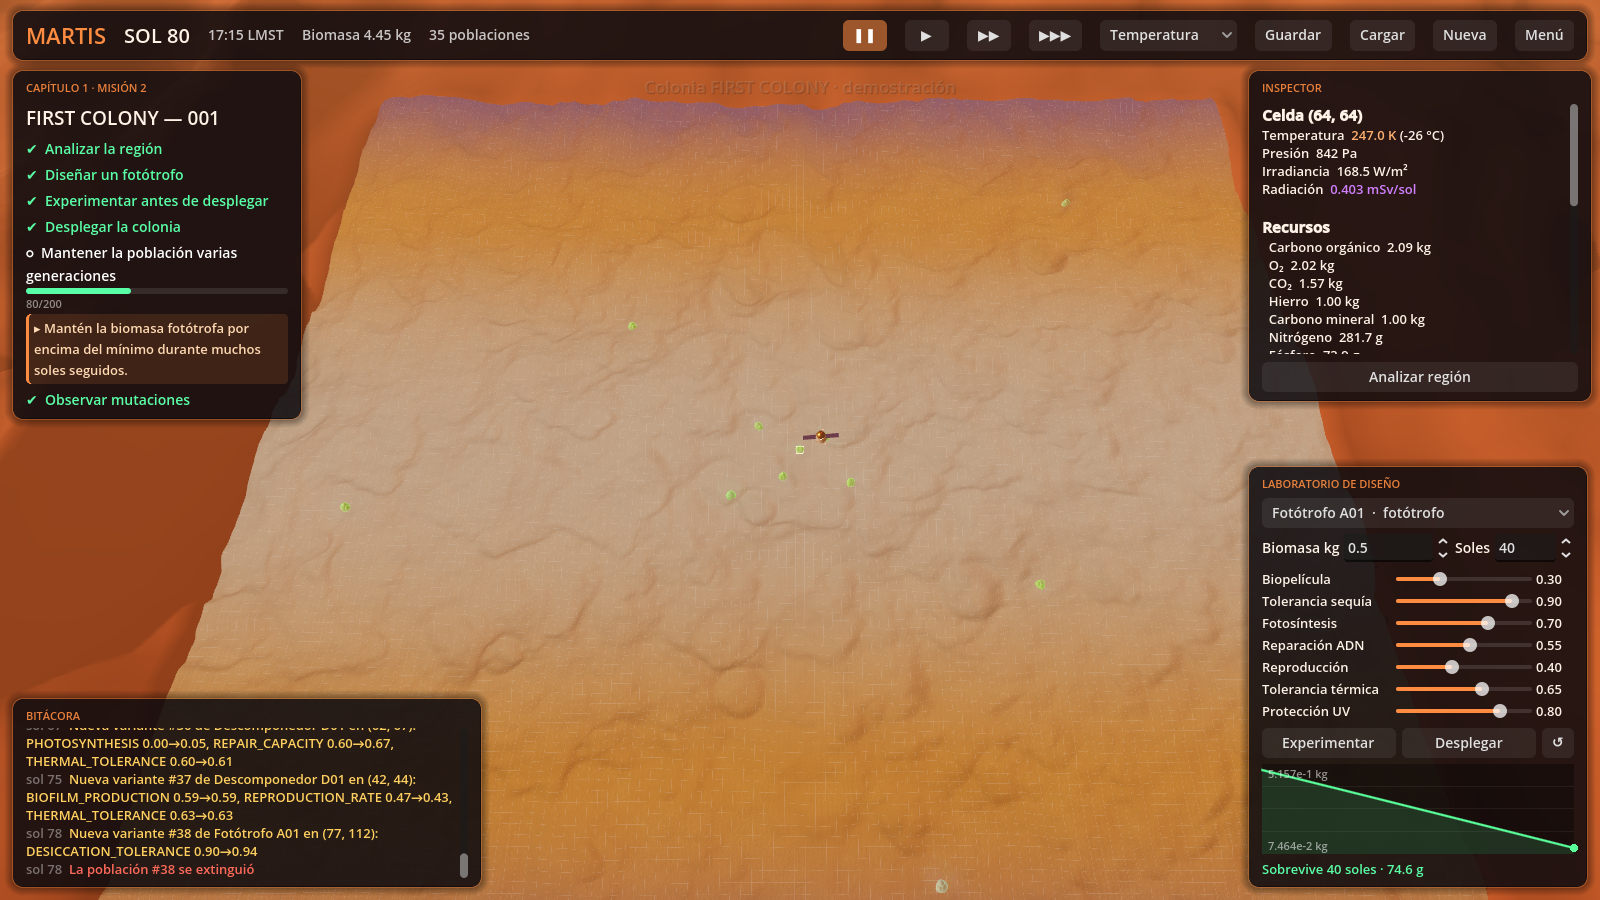 MARTIS SOL 80 17:15 LMST Biomasa 4.45 kg 35 poblaciones
Temperatura Guardar Cargar Nueva Menú
Colonia FIRST COLONY · demostración
CAPÍTULO 1 · MISIÓN 2
FIRST COLONY — 001
✔ Analizar la región
✔ Diseñar un fotótrofo
✔ Experimentar antes de desplegar
✔ Desplegar la colonia
Mantener la población varias
generaciones
80/200
▸ Mantén la biomasa fotótrofa por
encima del mínimo durante muchos
soles seguidos.
✔ Observar mutaciones
BITÁCORA
PHOTOSYNTHESIS 0.00→0.05, REPAIR_CAPACITY 0.60→0.67,
THERMAL_TOLERANCE 0.60→0.61
sol 75 Nueva variante #37 de Descomponedor D01 en (42, 44):
BIOFILM_PRODUCTION 0.59→0.59, REPRODUCTION_RATE 0.47→0.43,
THERMAL_TOLERANCE 0.63→0.63
sol 78 Nueva variante #38 de Fotótrofo A01 en (77, 112):
DESICCATION_TOLERANCE 0.90→0.94
sol 78 La población #38 se extinguió
INSPECTOR
Celda (64, 64)
Temperatura 247.0 K (-26 °C)
Presión 842 Pa
Irradiancia 168.5 W/m²
Radiación 0.403 mSv/sol
Recursos
Carbono orgánico 2.09 kg
O₂ 2.02 kg
CO₂ 1.57 kg
Hierro 1.00 kg
Carbono mineral 1.00 kg
Nitrógeno 281.7 g
Analizar región
LABORATORIO DE DISEÑO
Fotótrofo A01 · fotótrofo
Biomasa kg 0.5 Soles 40
Biopelícula 0.30
Tolerancia sequía 0.90
Fotosíntesis 0.70
Reparación ADN 0.55
Reproducción 0.40
Tolerancia térmica 0.65
Protección UV 0.80
Experimentar Desplegar ↺
5.157e-1 kg
7.464e-2 kg
Sobrevive 40 soles · 74.6 g